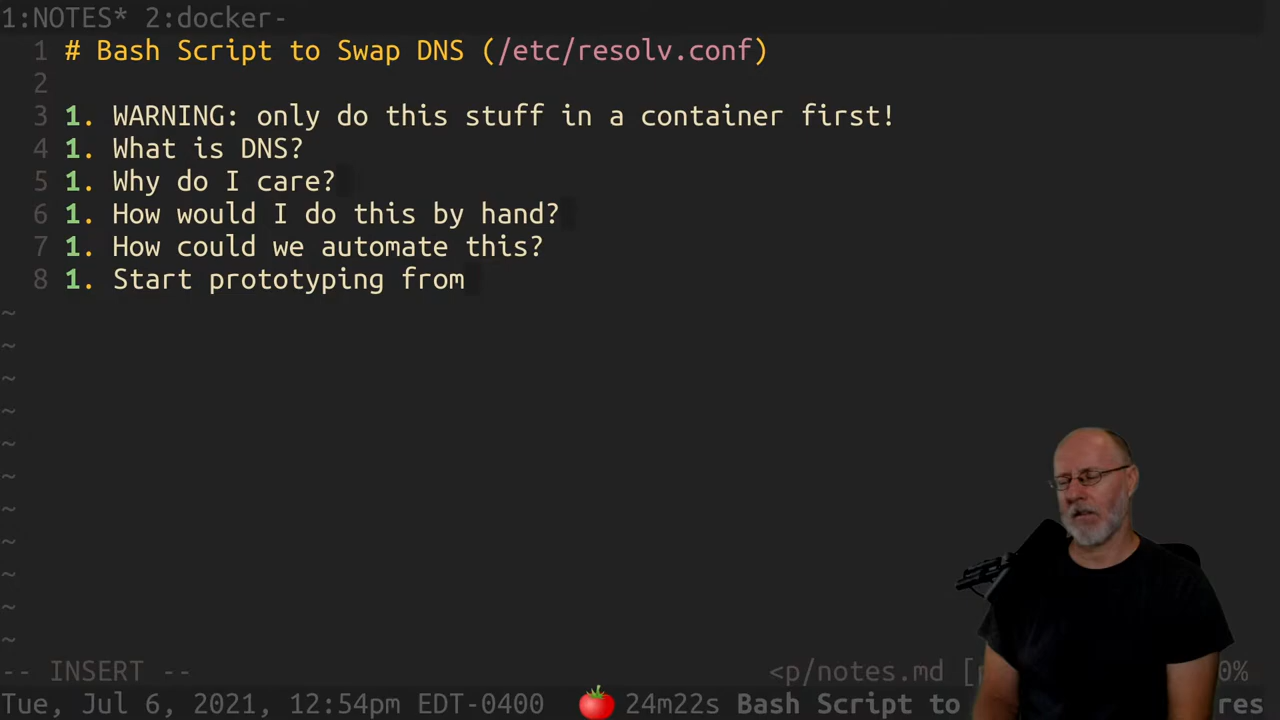 1:NOTES* 2:docker-
1 # Bash Script to Swap DNS (/etc/resolv.conf)
2
3 1. WARNING: only do this stuff in a container first!
4 1. What is DNS?
5 1. Why do I care?
6 1. How would I do this by hand?
7 1. How could we automate this?
8 1. Start prototyping from
~
~
~
~
~
~
~
~
~
~
~
-- INSERT -- <p/notes.md [ 0%
Tue, Jul 6, 2021, 12:54pm EDT-0400 🍅 24m22s Bash Script to res